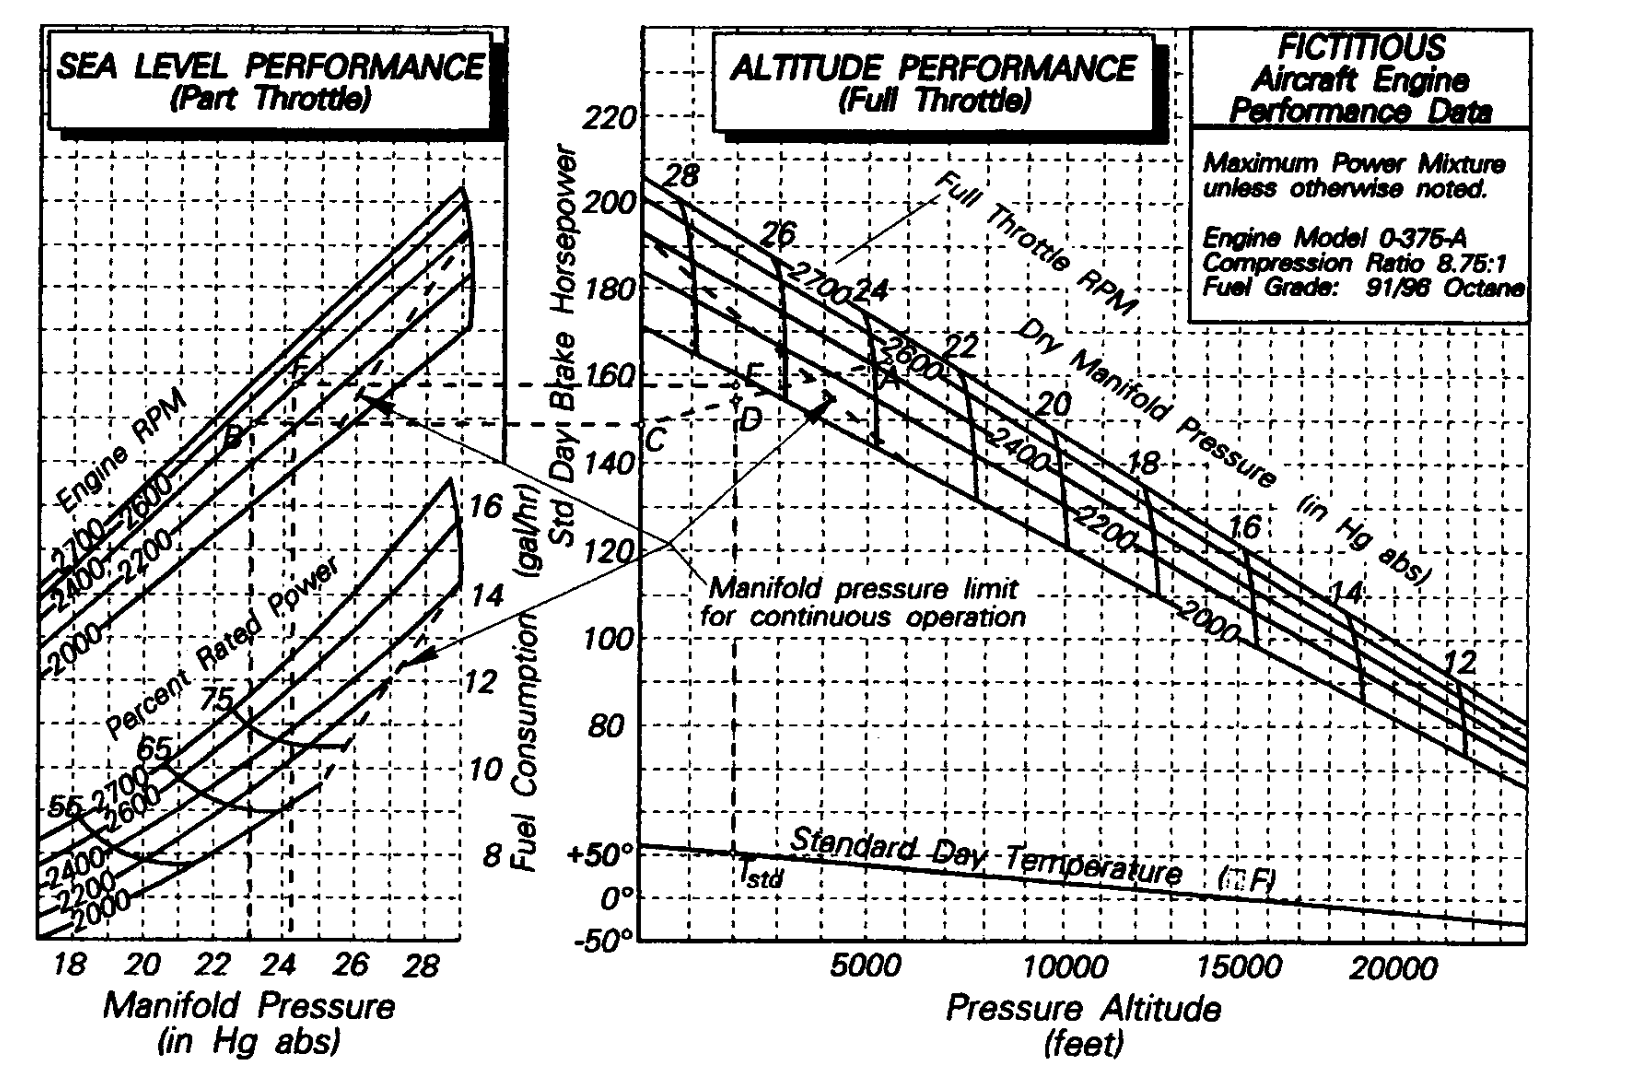 SEA LEVEL PERFORMANCE
(Part Throttle)
ALTITUDE PERFORMANCE
(Full Throttle)
FICTITIOUS
Aircraft Engine
Performance Data
Maximum Power Mixture
unless otherwise noted.
Engine Model 0-375-A
Compression Ratio 8.75:1
Fuel Grade: 91/96 Octane
Engine RPM
2700
2600
2400
2200
2000
F
B
Percent Rated Power
75
65
55
2700
2600
2400
2200
2000
16
14
12
10
8
Fuel Consumption (gal/hr)
18 20 22 24 26 28
Manifold Pressure
(in Hg abs)
Std Day Brake Horsepower
220
200
180
160
140
120
100
80
+50°
0°
-50°
28
26
24
22
20
18
16
14
12
Full Throttle RPM
Dry Manifold Pressure (in Hg abs)
2700
2600
2400
2200
2000
A
E
D
C
Manifold pressure limit
for continuous operation
Standard Day Temperature ( F)
Tstd
5000 10000 15000 20000
Pressure Altitude
(feet)